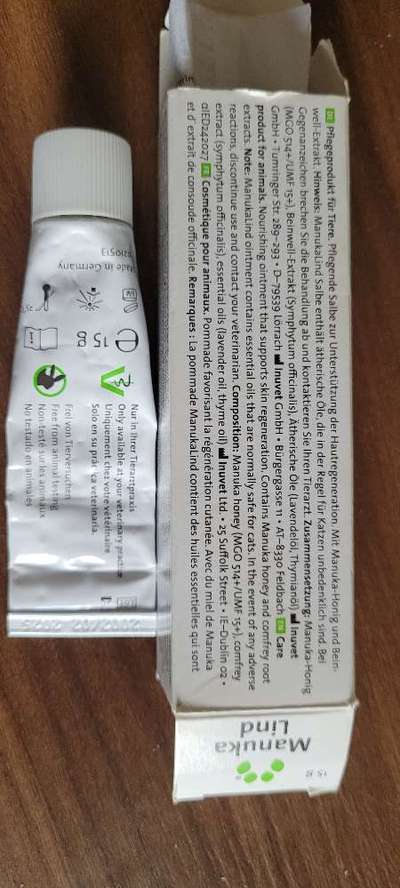 DE Pflegeprodukt für Tiere. Pflegende Salbe zur Unterstützung der Hautregeneration. Mit Manuka-Honig und Bein-
well-Extrakt. Hinweis: ManukaLind Salbe enthält ätherische Öle, die in der Regel für Katzen unbedenklich sind. Bei
Gegenanzeichen brechen Sie die Behandlung ab und kontaktieren Sie Ihren Tierarzt. Zusammensetzung: Manuka-Honig
(MGO 514+/UMF 15+), Beinwell-Extrakt (Symphytum officinalis), Ätherische Öle (Lavendelöl, Thymianöl) Inuvet
GmbH • Tumringer Str. 289–293 • D–79539 Lörrach Inuvet GmbH • Bürgergasse 11 • AT–8330 Feldbach EN Care
product for animals. Nourishing ointment that supports skin regeneration. Contains Manuka honey and comfrey root
extracts. Note: ManukaLind ointment contains essential oils that are normally safe for cats. In the event of any adverse
reactions, discontinue use and contact your veterinarian. Composition: Manuka honey (MGO 514+/UMF 15+), comfrey
extract (symphytum officinalis), essential oils (lavender oil, thyme oil) Inuvet Ltd. • 25 Suffolk Street • IE–Dublin 02 •
FR Cosmétique pour animaux. Pommade favorisant la régénération cutanée. Avec du miel de Manuka
et d' extrait de consoude officinale. Remarques : La pommade ManukaLind contient des huiles essentielles qui sont
Manuka
Lind
15 g
Nur in Ihrer Tierarztpraxis
Only available at your veterinary practice
Uniquement chez votre vétérinaire
Solo en su práctica veterinaria.
Frei von Tierversuchen
Free from animal testing
Non-testé sur les animaux
No testado en animales
15 g
Made in Germany